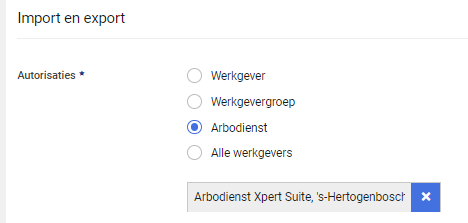 Import en export
Autorisaties *
Werkgever
Werkgevergroep
Arbodienst
Alle werkgevers
Arbodienst Xpert Suite, 's-Hertogenbosch